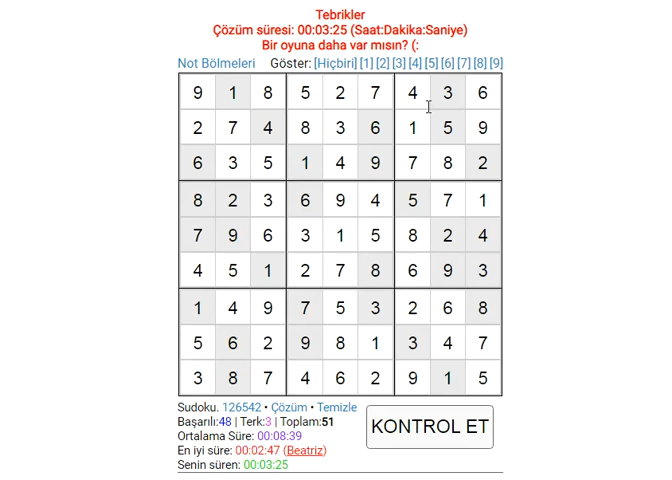 Tebrikler
Çözüm süresi: 00:03:25 (Saat:Dakika:Saniye)
Bir oyuna daha var mısın? (:
Not Bölmeleri Göster: [Hiçbiri] [1] [2] [3] [4] [5] [6] [7] [8] [9]
9 1 8 5 2 7 4 3 6
2 7 4 8 3 6 1 5 9
6 3 5 1 4 9 7 8 2
8 2 3 6 9 4 5 7 1
7 9 6 3 1 5 8 2 4
4 5 1 2 7 8 6 9 3
1 4 9 7 5 3 2 6 8
5 6 2 9 8 1 3 4 7
3 8 7 4 6 2 9 1 5
Sudoku. 126542 • Çözüm • Temizle
Başarılı:48 | Terk:3 | Toplam:51
Ortalama Süre: 00:08:39
En iyi süre: 00:02:47 (Beatriz)
Senin süren: 00:03:25
KONTROL ET